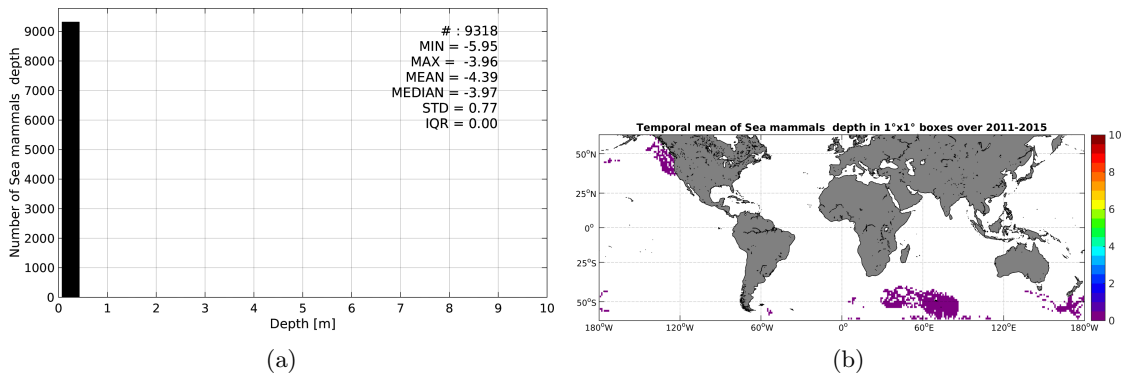 9000
8000
7000
6000
5000
4000
3000
2000
1000
0
Number of Sea mammals  depth
# : 9318
MIN = -5.95
MAX = -3.96
MEAN = -4.39
MEDIAN = -3.97
STD = 0.77
IQR = 0.00
0 1 2 3 4 5 6 7 8 9 10
Depth [m]
(a)
Temporal mean of Sea mammals  depth in 1°x1° boxes over 2011-2015
50°N
25°N
0°
25°S
50°S
180°W 120°W 60°W 0° 60°E 120°E 180°W
10
8
6
4
2
0
(b)